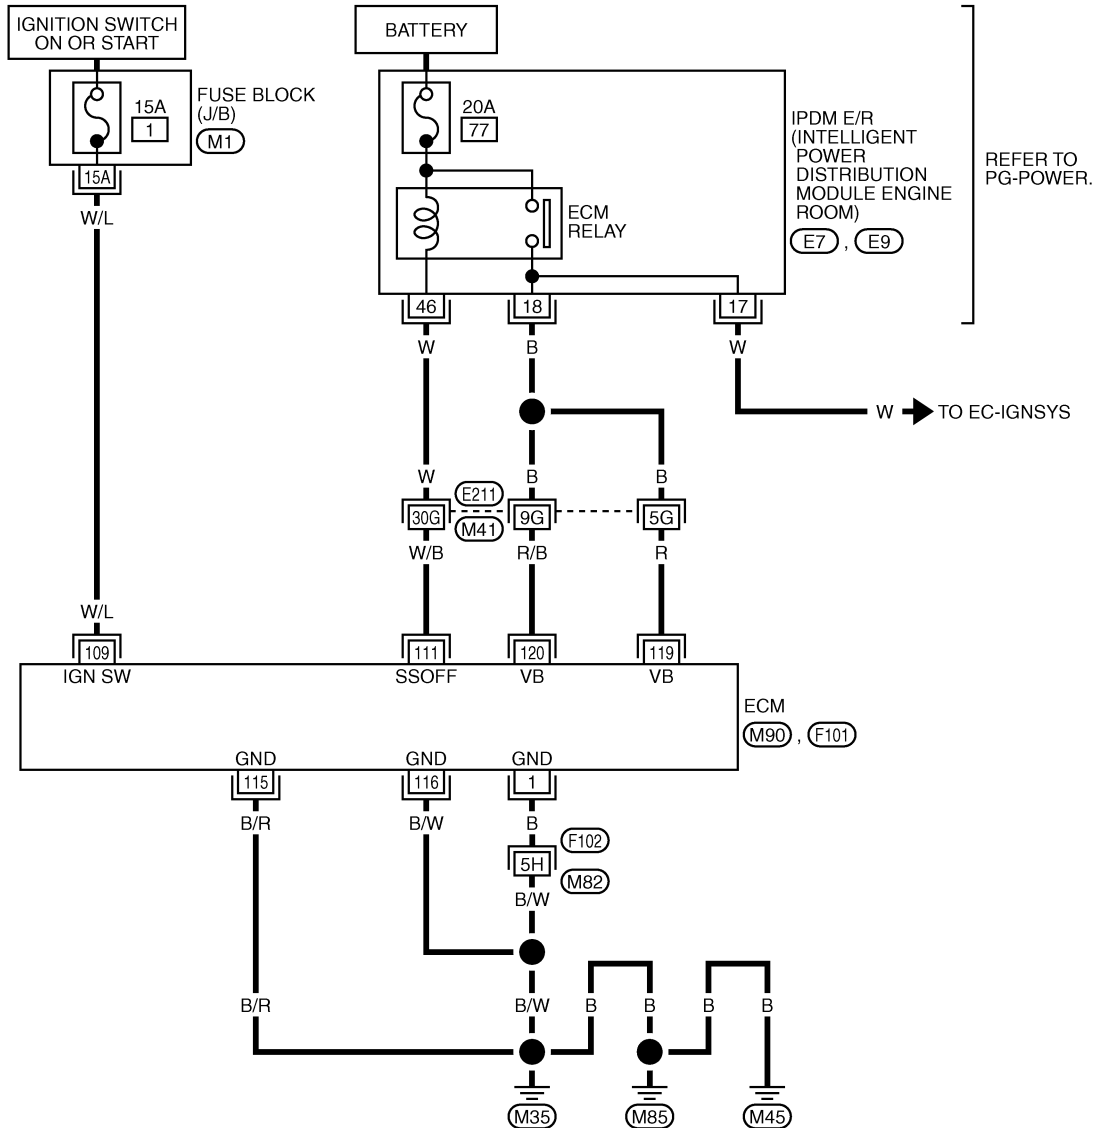 IGNITION SWITCH
ON OR START
BATTERY
15A
1
FUSE BLOCK
(J/B)
M1
20A
77
IPDM E/R
(INTELLIGENT
POWER
DISTRIBUTION
MODULE ENGINE
ROOM)
E7 , E9
REFER TO
PG-POWER.
15A
ECM
RELAY
46
18
17
W/L
W
B
W
W
TO EC-IGNSYS
W
B
B
E211
30G
9G
5G
M41
W/B
R/B
R
W/L
109
111
120
119
IGN SW
SSOFF
VB
VB
ECM
M90 , F101
GND
GND
GND
115
116
1
B/R
B/W
B
F102
5H
M82
B/W
B/R
B/W
B
B
B
B
M35
M85
M45